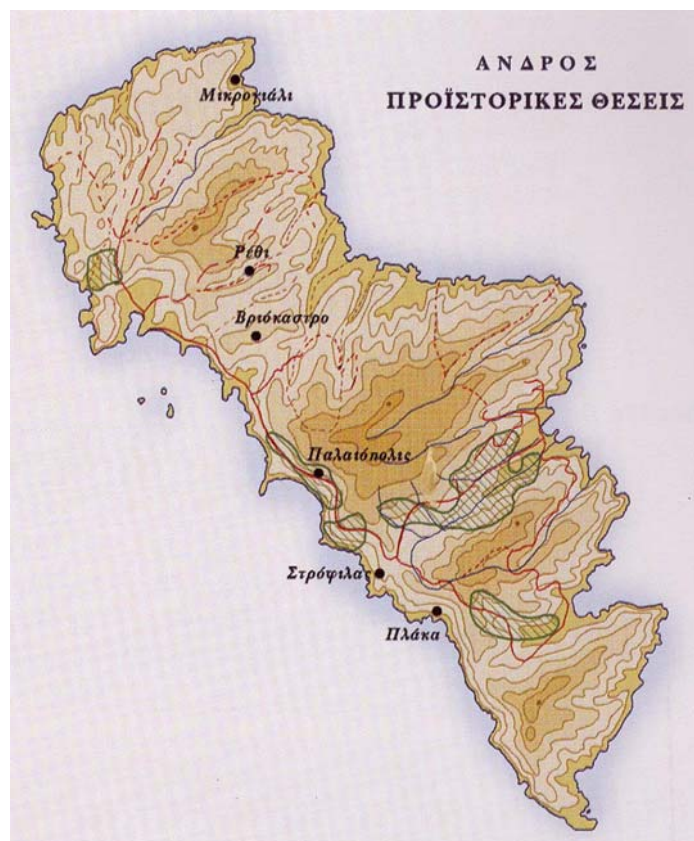 ΑΝΔΡΟΣ
ΠΡΟΪΣΤΟΡΙΚΕΣ ΘΕΣΕΙΣ
Μικρογιάλι
Ρέθι
Βριόκαστρο
Παλαιόπολις
Στρόφιλας
Πλάκα